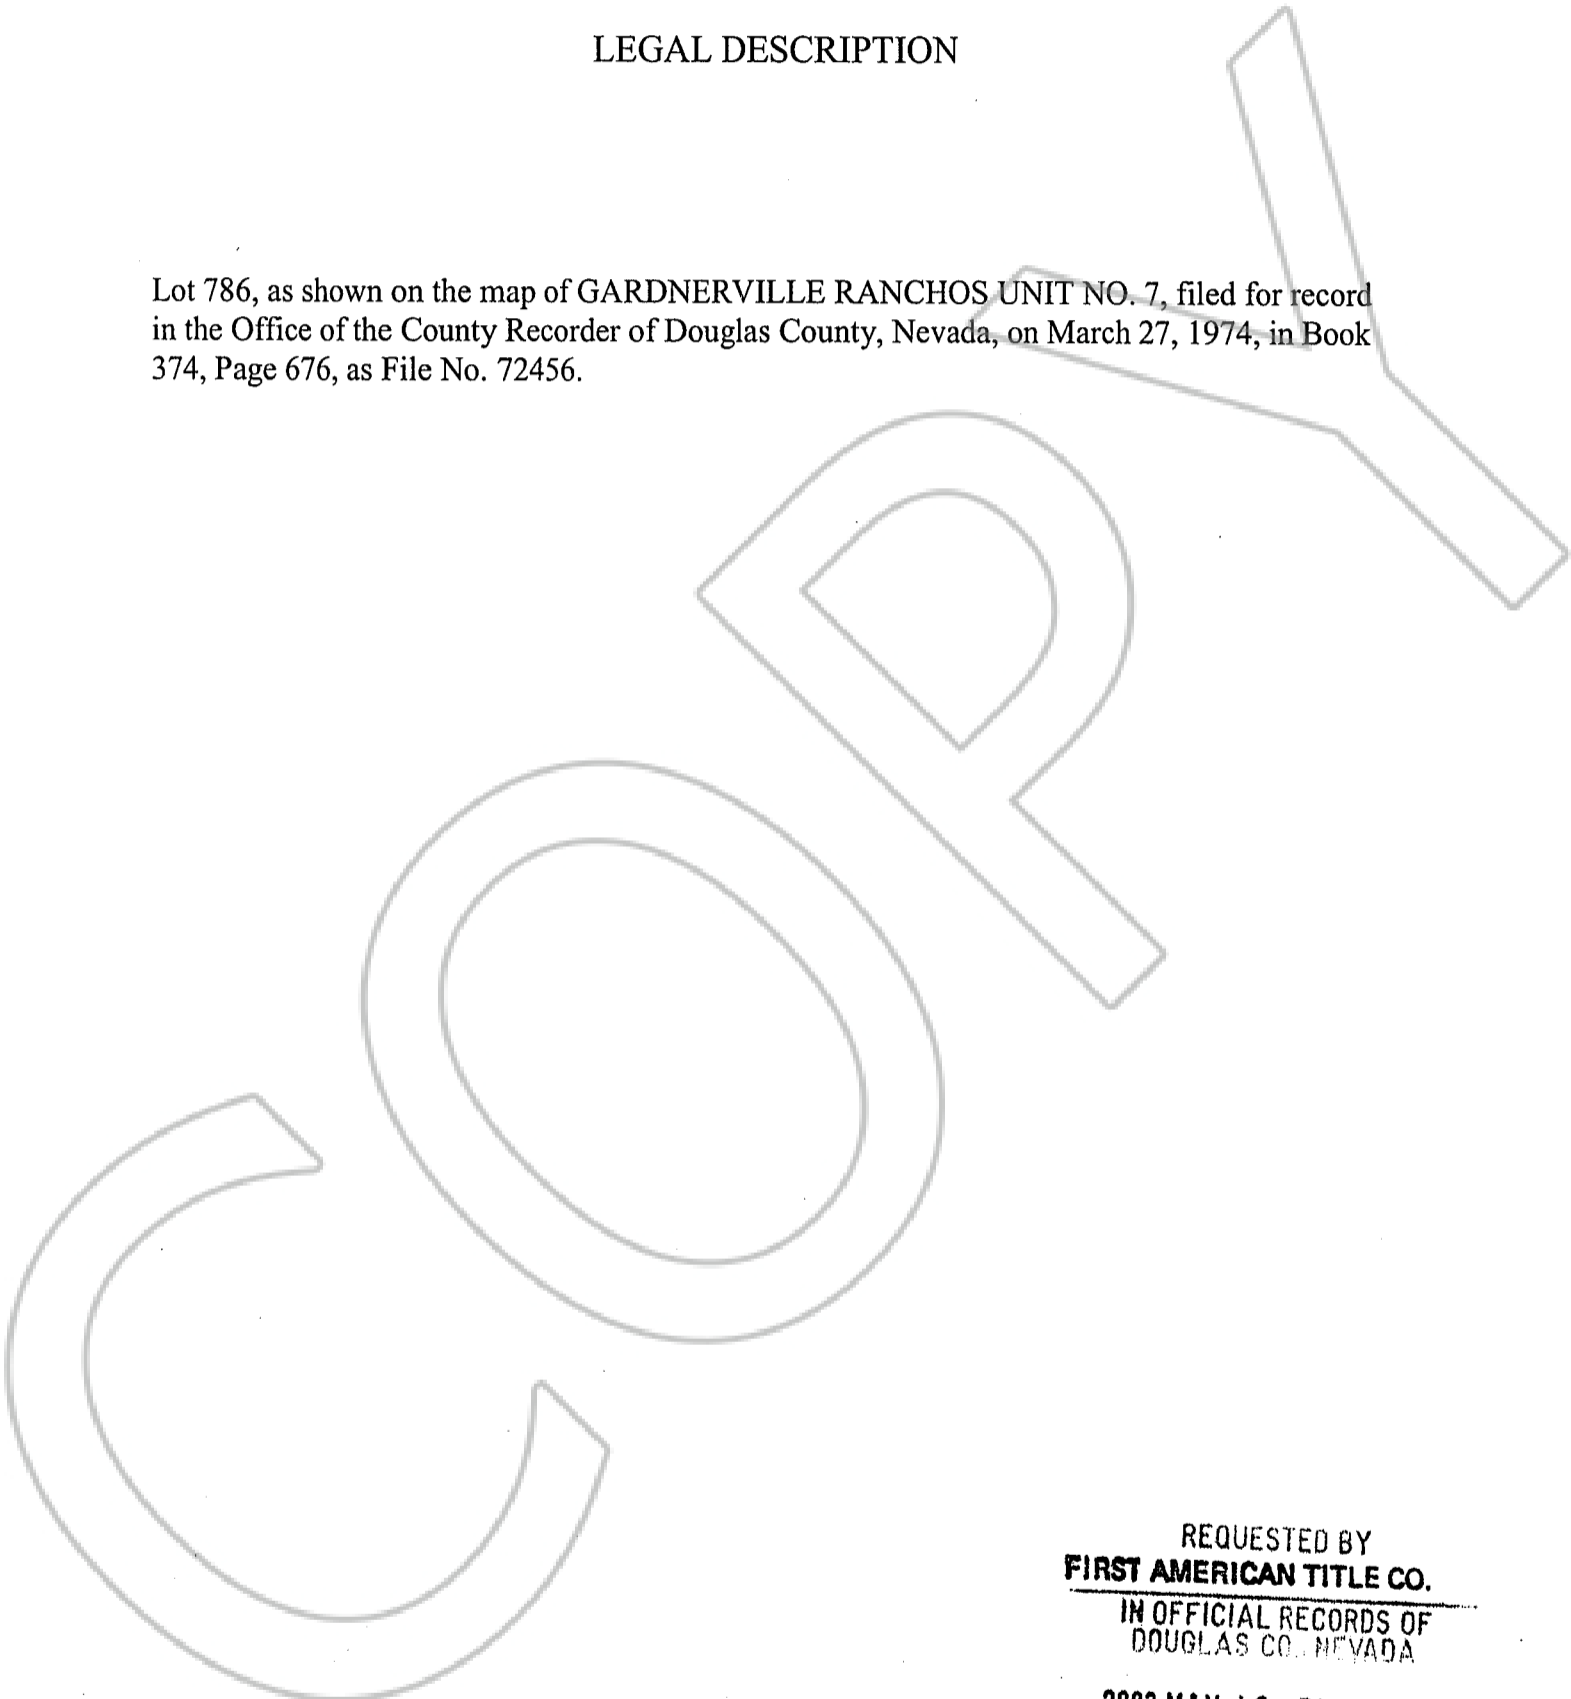 LEGAL DESCRIPTION
Lot 786, as shown on the map of GARDNERVILLE RANCHOS UNIT NO. 7, filed for record
in the Office of the County Recorder of Douglas County, Nevada, on March 27, 1974, in Book
374, Page 676, as File No. 72456.
COPY
REQUESTED BY
FIRST AMERICAN TITLE CO.
IN OFFICIAL RECORDS OF
DOUGLAS CO., NEVADA